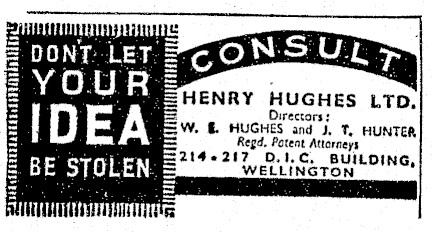 DON'T LET
YOUR
IDEA
BE STOLEN
CONSULT
HENRY HUGHES LTD.
Directors:
W. E. HUGHES and J. T. HUNTER
Regd. Patent Attorneys
214-217 D.I.C. BUILDING,
WELLINGTON